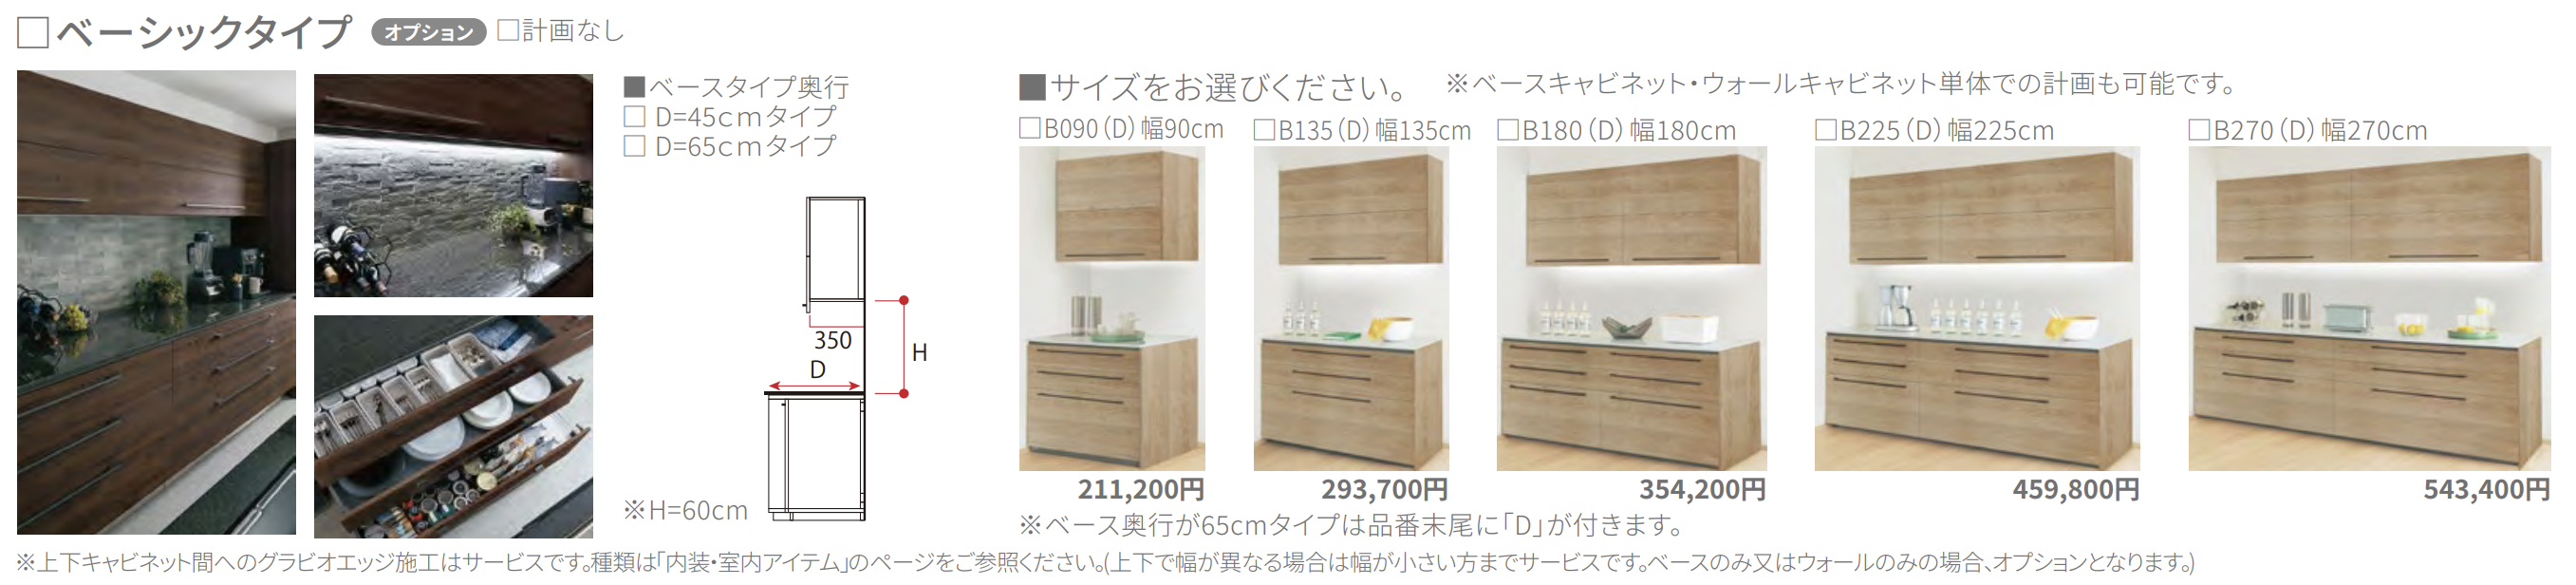 □ベーシックタイプ オプション □計画なし
■ベースタイプ奥行
□ D=45cmタイプ
□ D=65cmタイプ
350
D
H
※H=60cm
■サイズをお選びください。 ※ベースキャビネット・ウォールキャビネット単体での計画も可能です。
□B090（D）幅90cm □B135（D）幅135cm □B180（D）幅180cm □B225（D）幅225cm □B270（D）幅270cm
211,200円 293,700円 354,200円 459,800円 543,400円
※ベース奥行が65cmタイプは品番末尾に「D」が付きます。
※上下キャビネット間へのグラビオエッジ施工はサービスです。種類は「内装・室内アイテム」のページをご参照ください。(上下で幅が異なる場合は幅が小さい方までサービスです。ベースのみ又はウォールのみの場合、オプションとなります。)